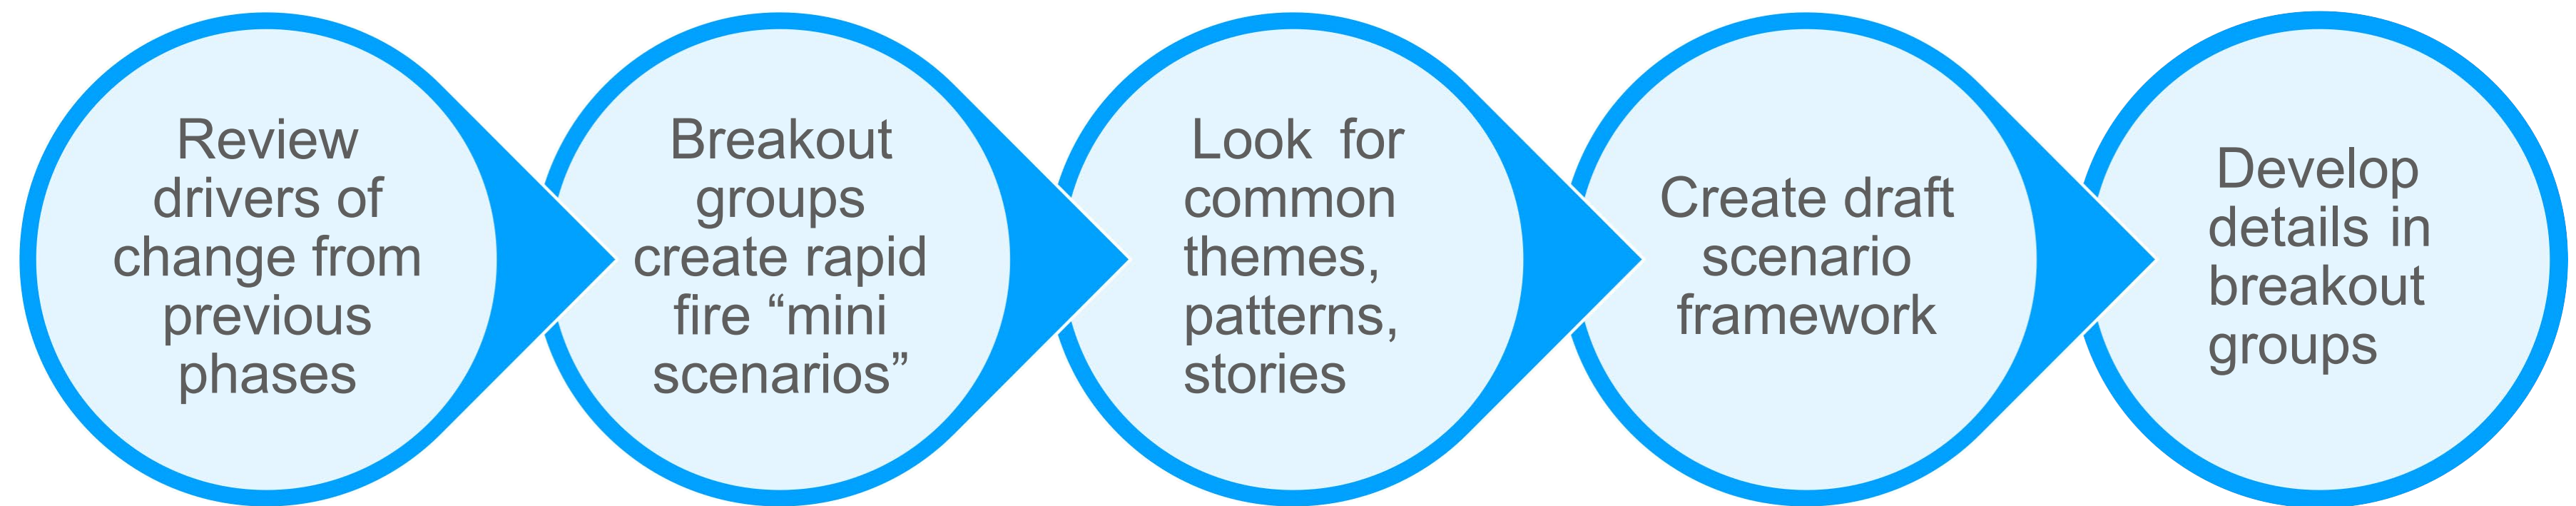 Review
drivers of
change from
previous
phases
Breakout
groups
create rapid
fire “mini
scenarios”
Look for
common
themes,
patterns,
stories
Create draft
scenario
framework
Develop
details in
breakout
groups